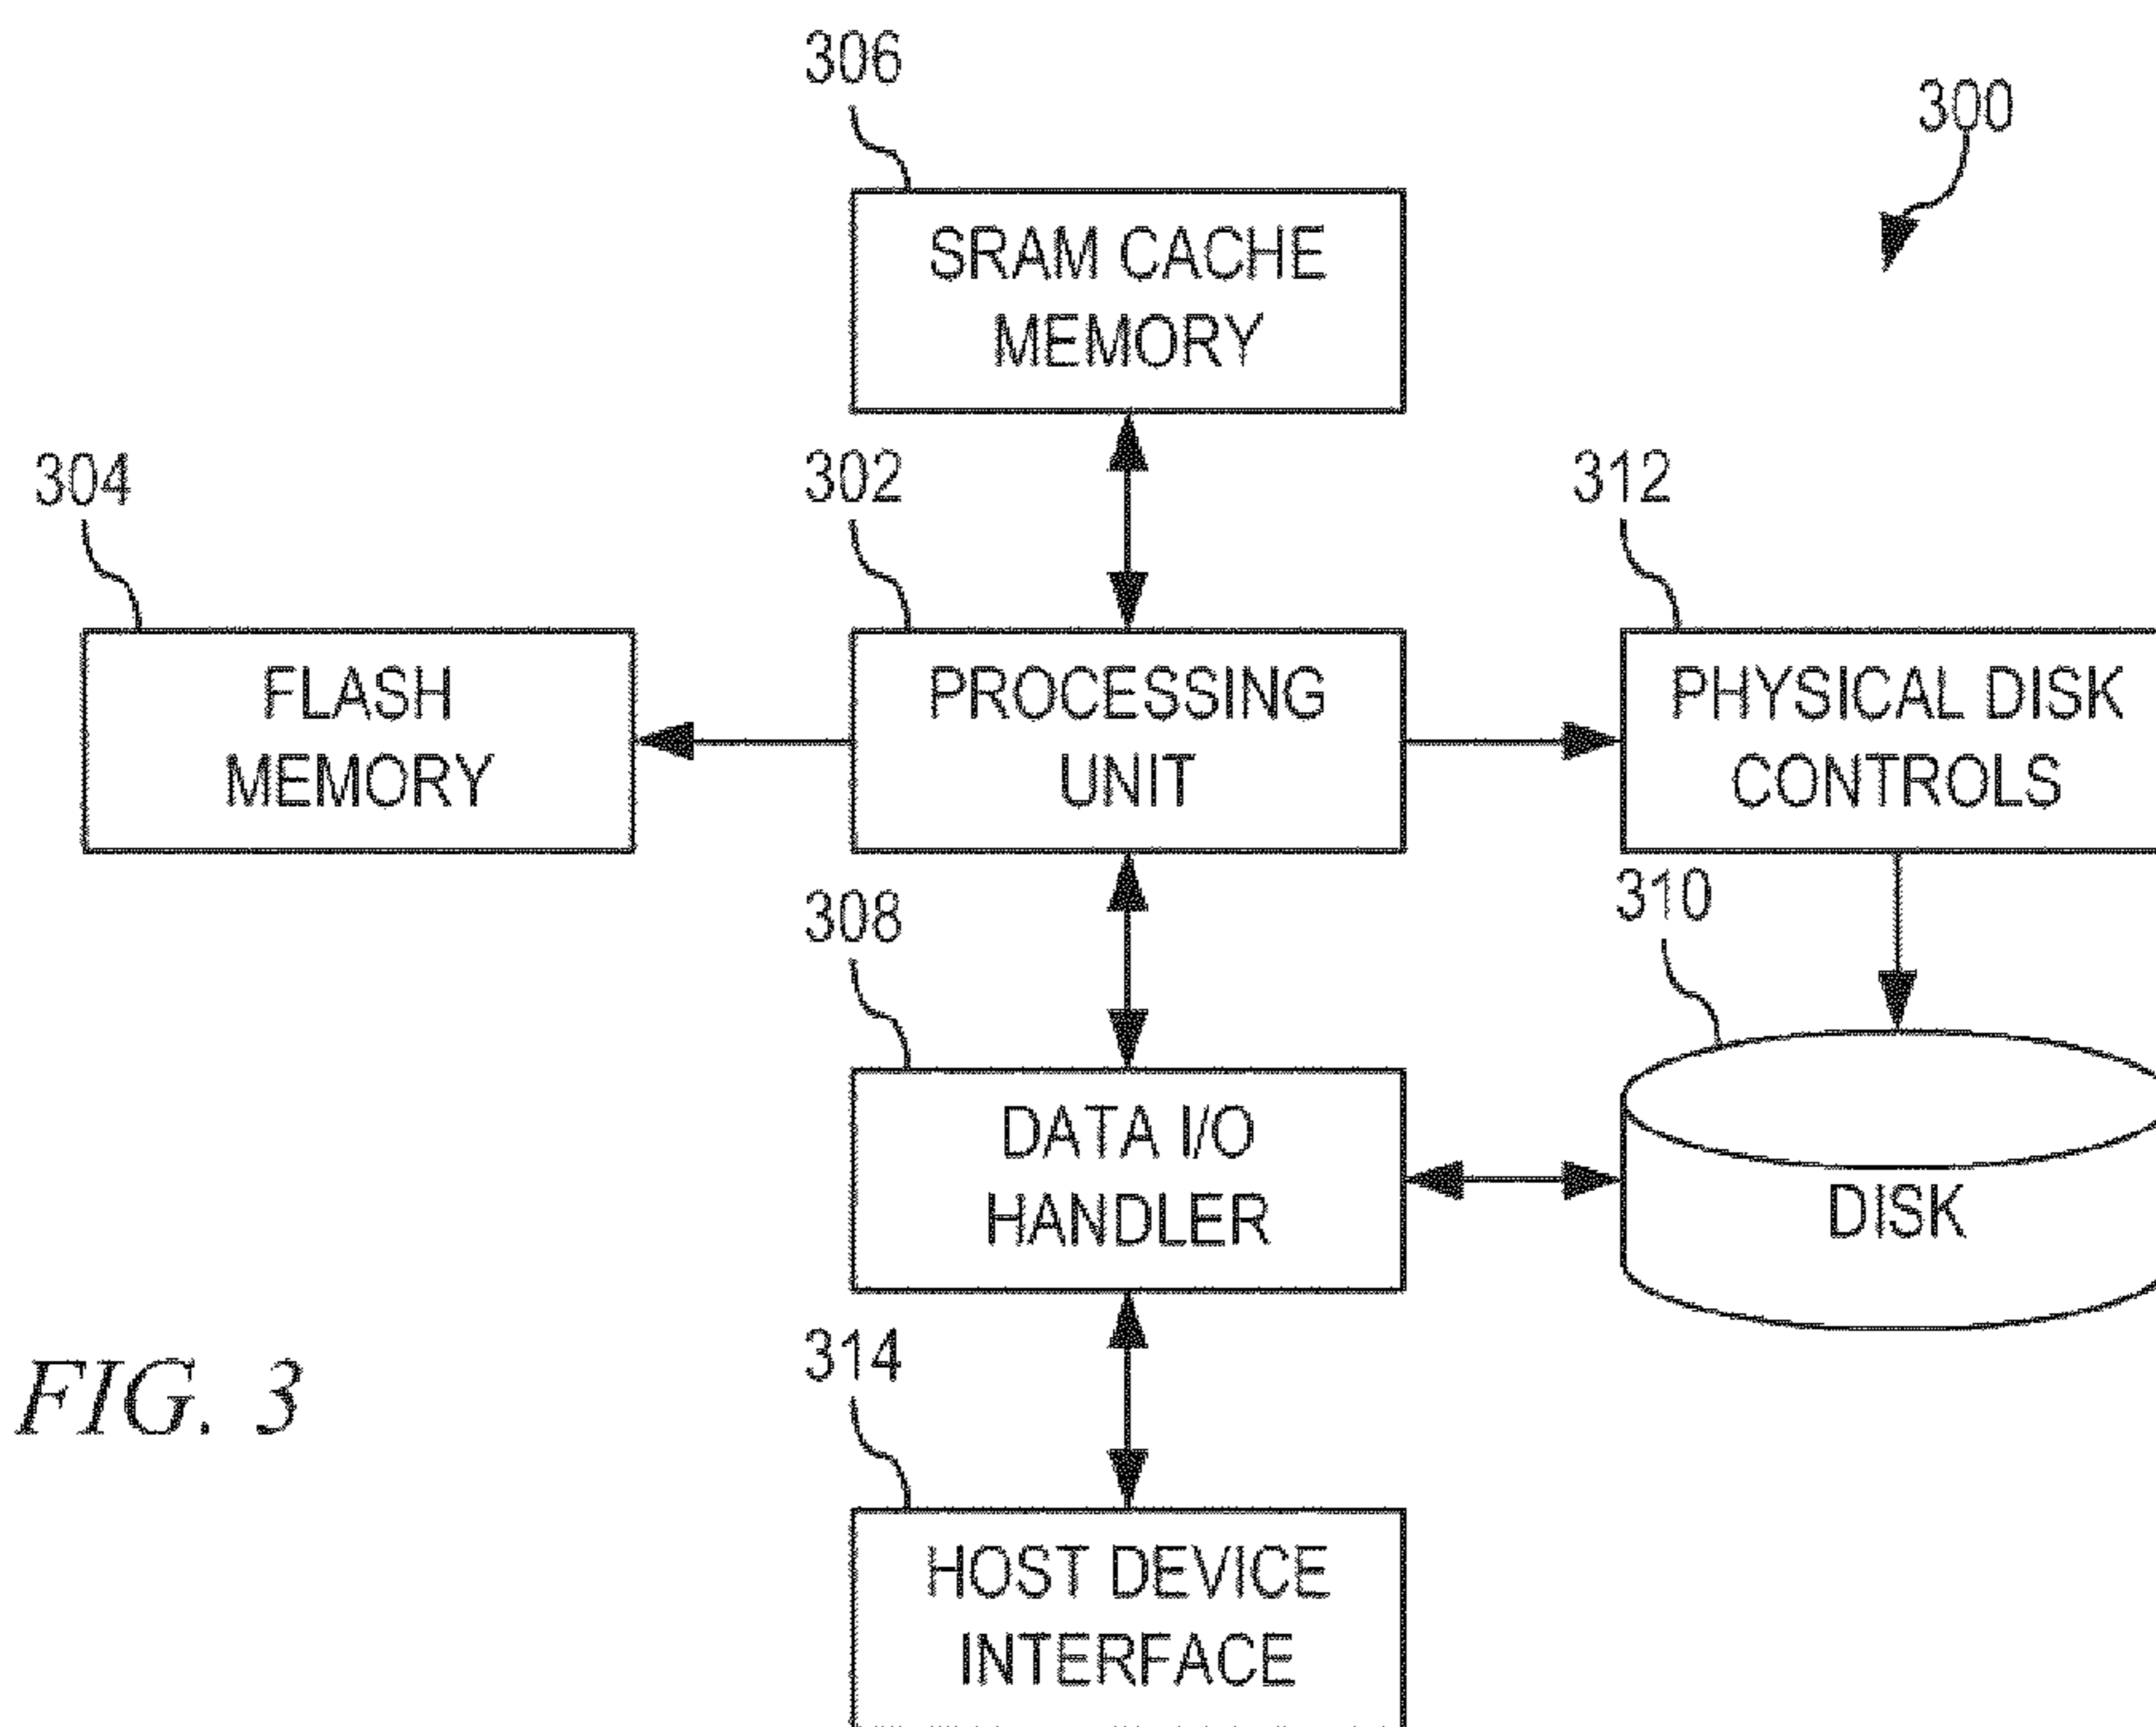 306
300
SRAM CACHE
MEMORY
304
302
312
FLASH
MEMORY
PROCESSING
UNIT
PHYSICAL DISK
CONTROLS
308
310
DATA I/O
HANDLER
DISK
314
FIG. 3
HOST DEVICE
INTERFACE